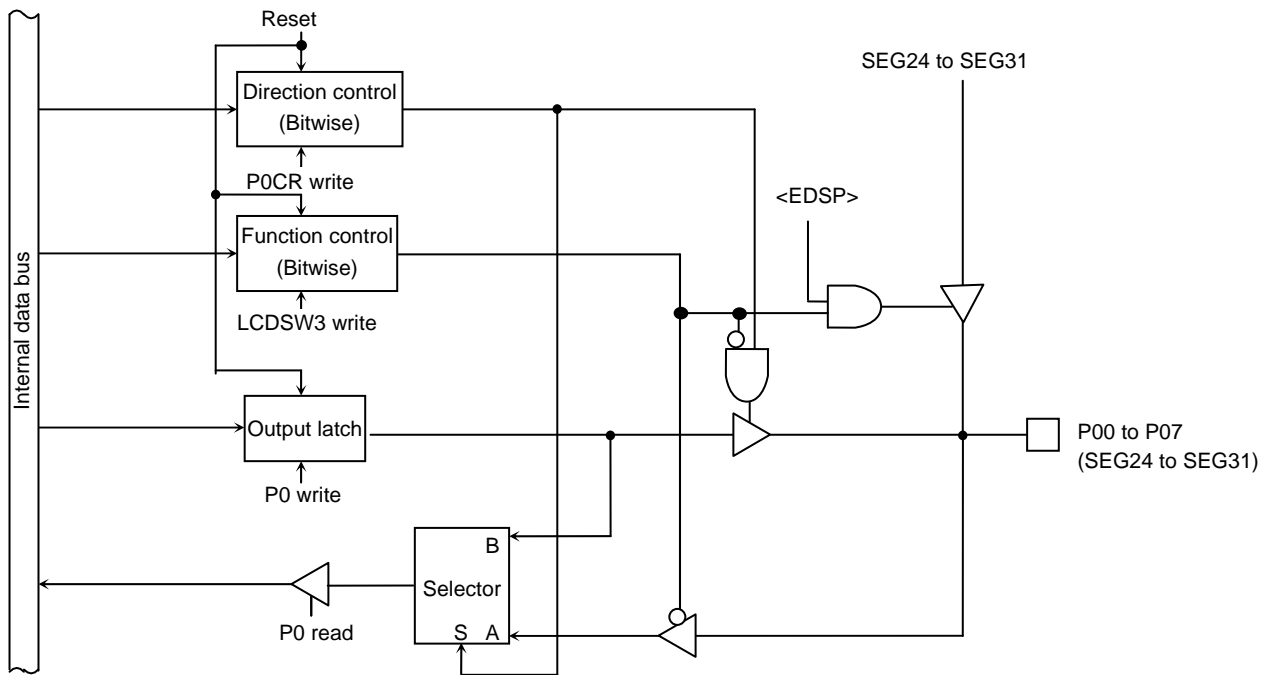 Reset
SEG24 to SEG31
Direction control
(Bitwise)
P0CR write
<EDSP>
Function control
(Bitwise)
LCDSW3 write
Internal data bus
Output latch
P00 to P07
(SEG24 to SEG31)
P0 write
B
Selector
S A
P0 read